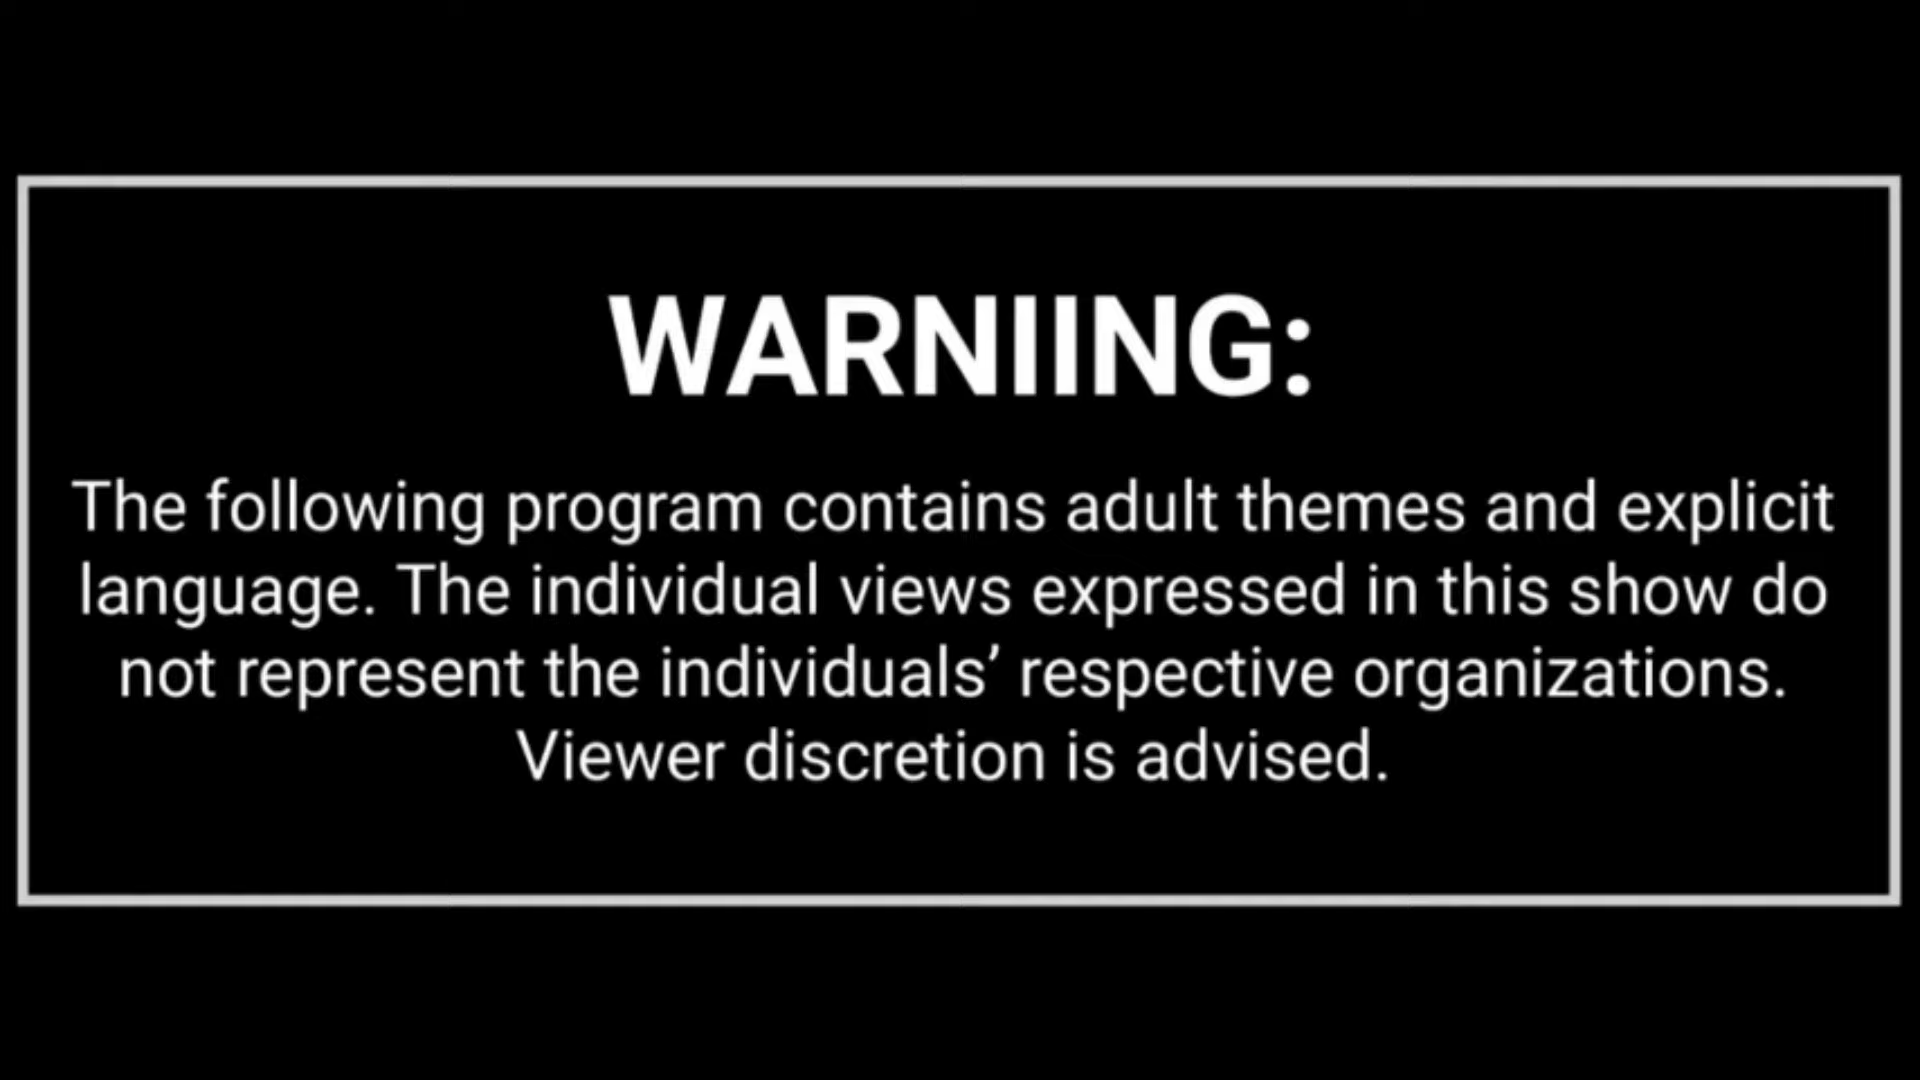 WARNIING:
The following program contains adult themes and explicit
language. The individual views expressed in this show do
not represent the individuals’ respective organizations.
Viewer discretion is advised.